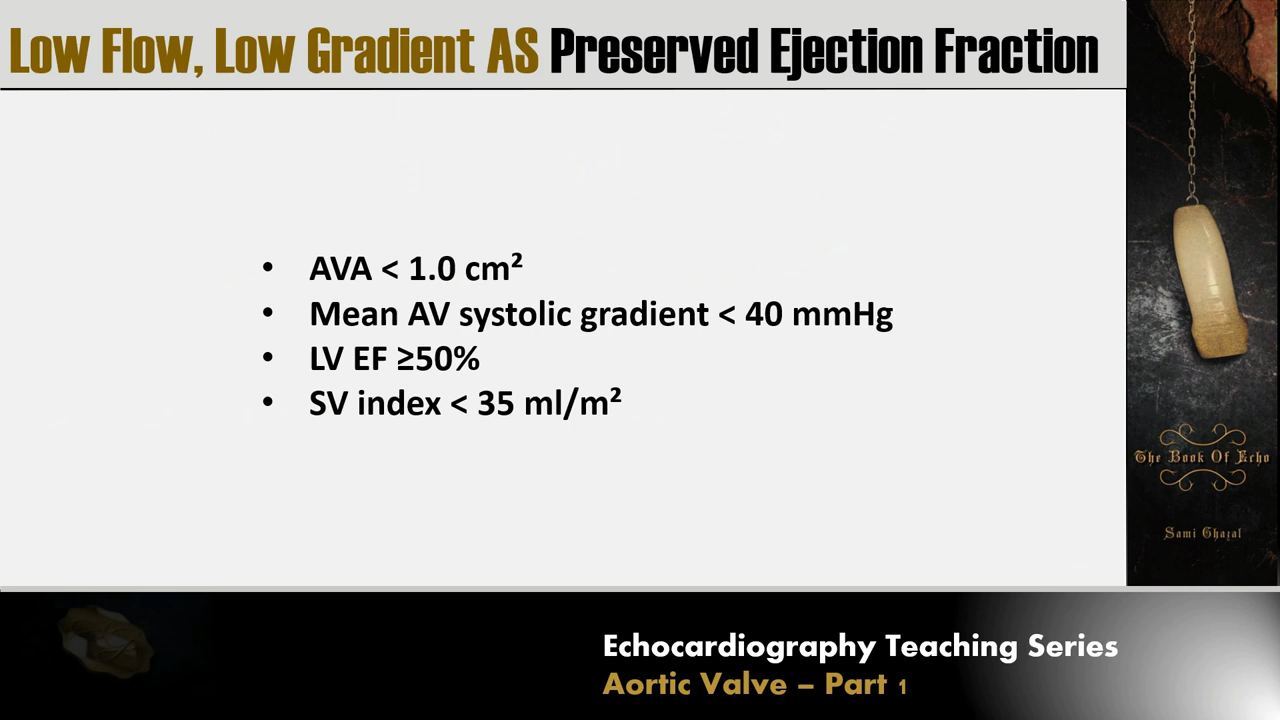 Low Flow, Low Gradient AS Preserved Ejection Fraction
• AVA < 1.0 cm²
• Mean AV systolic gradient < 40 mmHg
• LV EF ≥50%
• SV index < 35 ml/m²
The Book Of Echo
Sami Ghazal
Echocardiography Teaching Series
Aortic Valve – Part 1